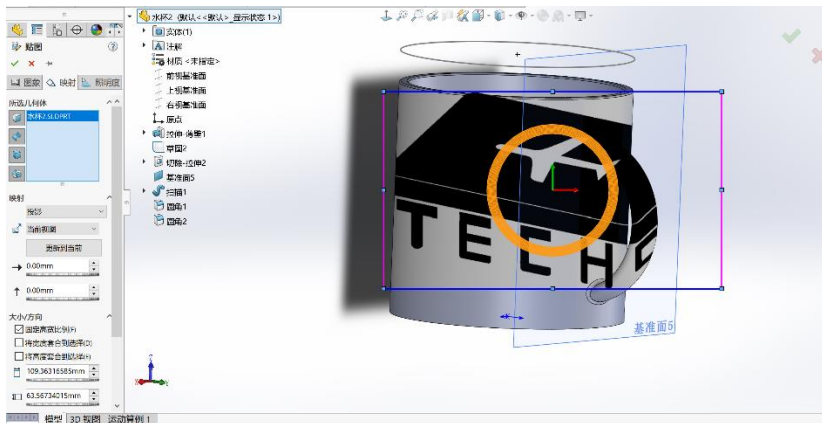 水杯2 (默认<<默认>_显示状态 1>)
实体(1)
注解
材质 <未指定>
前视基准面
上视基准面
右视基准面
原点
拉伸-薄壁1
草图2
切除-拉伸2
基准面5
扫描1
圆角1
圆角2
贴图
图象
映射
照明度
所选几何体
水杯2.SLDPRT
映射
投影
当前视图
更新到当前
0.00mm
0.00mm
大小/方向
固定高宽比例(F)
将宽度套合到选择(D)
将高度套合到选择(E)
109.36316585mm
63.56734015mm
TECHC
基准面5
模型
3D 视图
运动算例 1